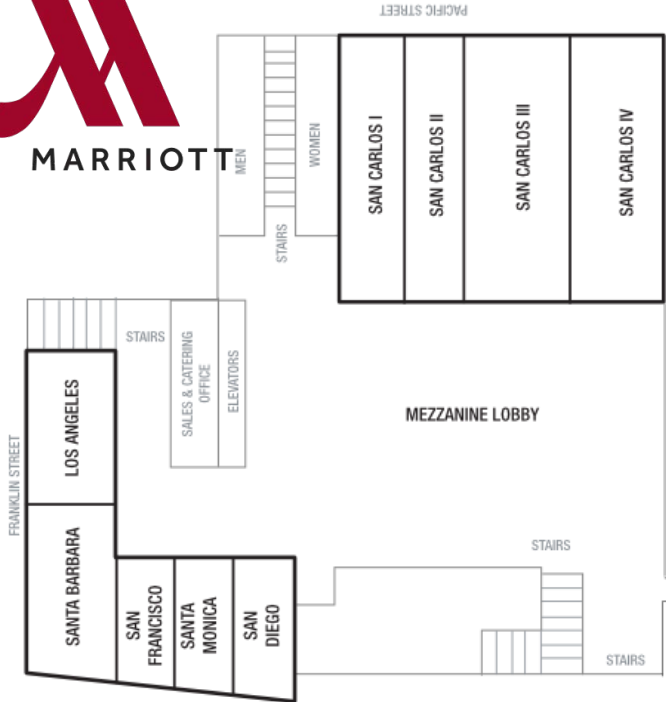 PACIFIC STREET
MARRIOTT
MEN
WOMEN
STAIRS
SAN CARLOS I
SAN CARLOS II
SAN CARLOS III
SAN CARLOS IV
STAIRS
SALES & CATERING
OFFICE
ELEVATORS
FRANKLIN STREET
LOS ANGELES
MEZZANINE LOBBY
SANTA BARBARA
SAN
FRANCISCO
SANTA
MONICA
SAN
DIEGO
STAIRS
STAIRS